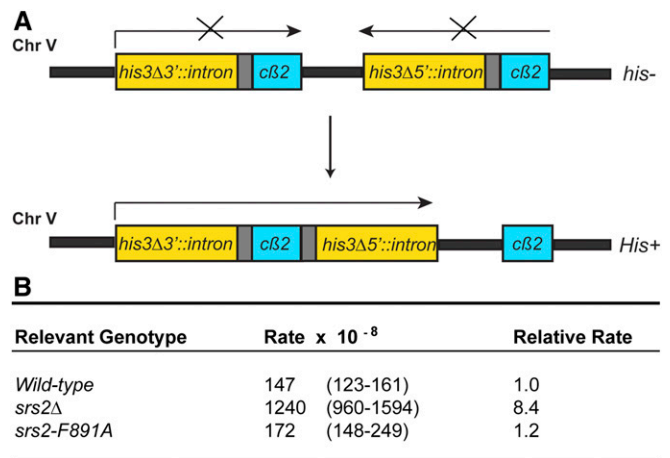 A
Chr V
his3Δ3'::intron cß2 his3Δ5'::intron cß2 his-
Chr V
his3Δ3'::intron cß2 his3Δ5'::intron cß2 His+
B
Relevant Genotype Rate x 10 -8 Relative Rate
Wild-type 147 (123-161) 1.0
srs2Δ 1240 (960-1594) 8.4
srs2-F891A 172 (148-249) 1.2